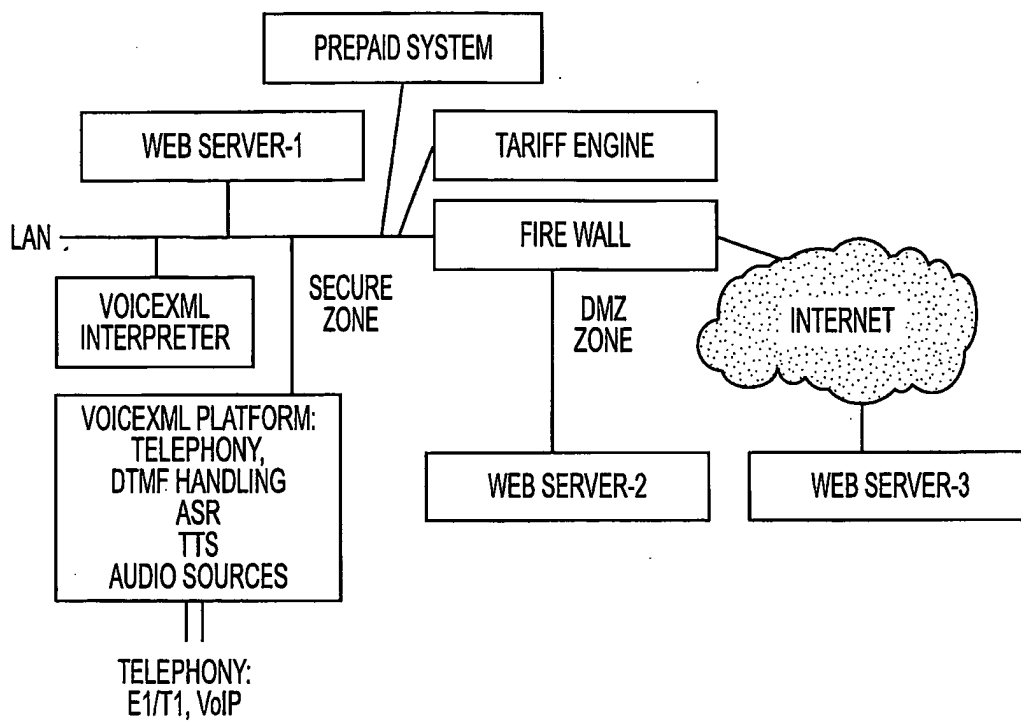 PREPAID SYSTEM
WEB SERVER-1
TARIFF ENGINE
LAN
FIRE WALL
VOICEXML
INTERPRETER
SECURE
ZONE
DMZ
ZONE
INTERNET
VOICEXML PLATFORM:
TELEPHONY,
DTMF HANDLING
ASR
TTS
AUDIO SOURCES
WEB SERVER-2
WEB SERVER-3
TELEPHONY:
E1/T1, VoIP